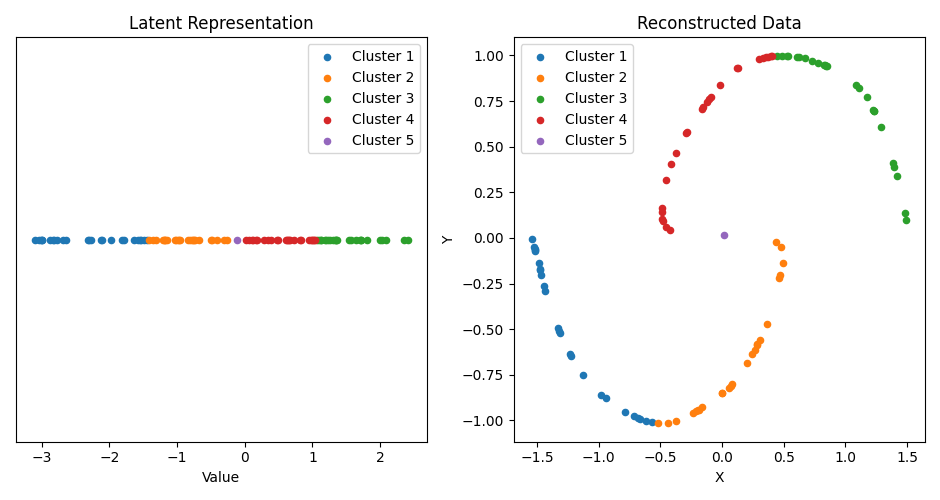 Latent Representation
Cluster 1
Cluster 2
Cluster 3
Cluster 4
Cluster 5
−3 −2 −1 0 1 2
Value
Reconstructed Data
Cluster 1
Cluster 2
Cluster 3
Cluster 4
Cluster 5
Y
1.00
0.75
0.50
0.25
0.00
−0.25
−0.50
−0.75
−1.00
−1.5 −1.0 −0.5 0.0 0.5 1.0 1.5
X